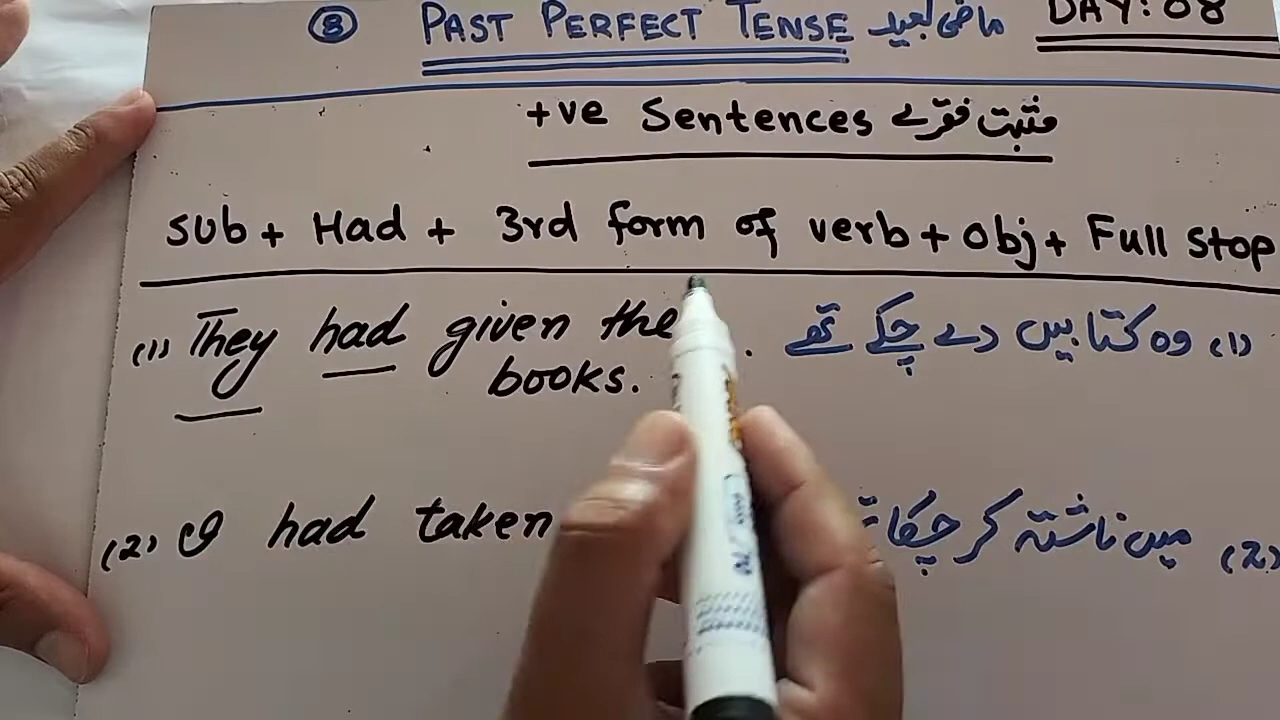 ⑧ PAST PERFECT TENSE ماضی بعید DAY: 08
+ve Sentences مثبت فقرے
Sub + Had + 3rd form of verb + Obj + Full Stop
(1) They had given the books. وہ کتابیں دے چکے تھے (1)
(2) I had taken میں ناشتہ کر چکا (2)